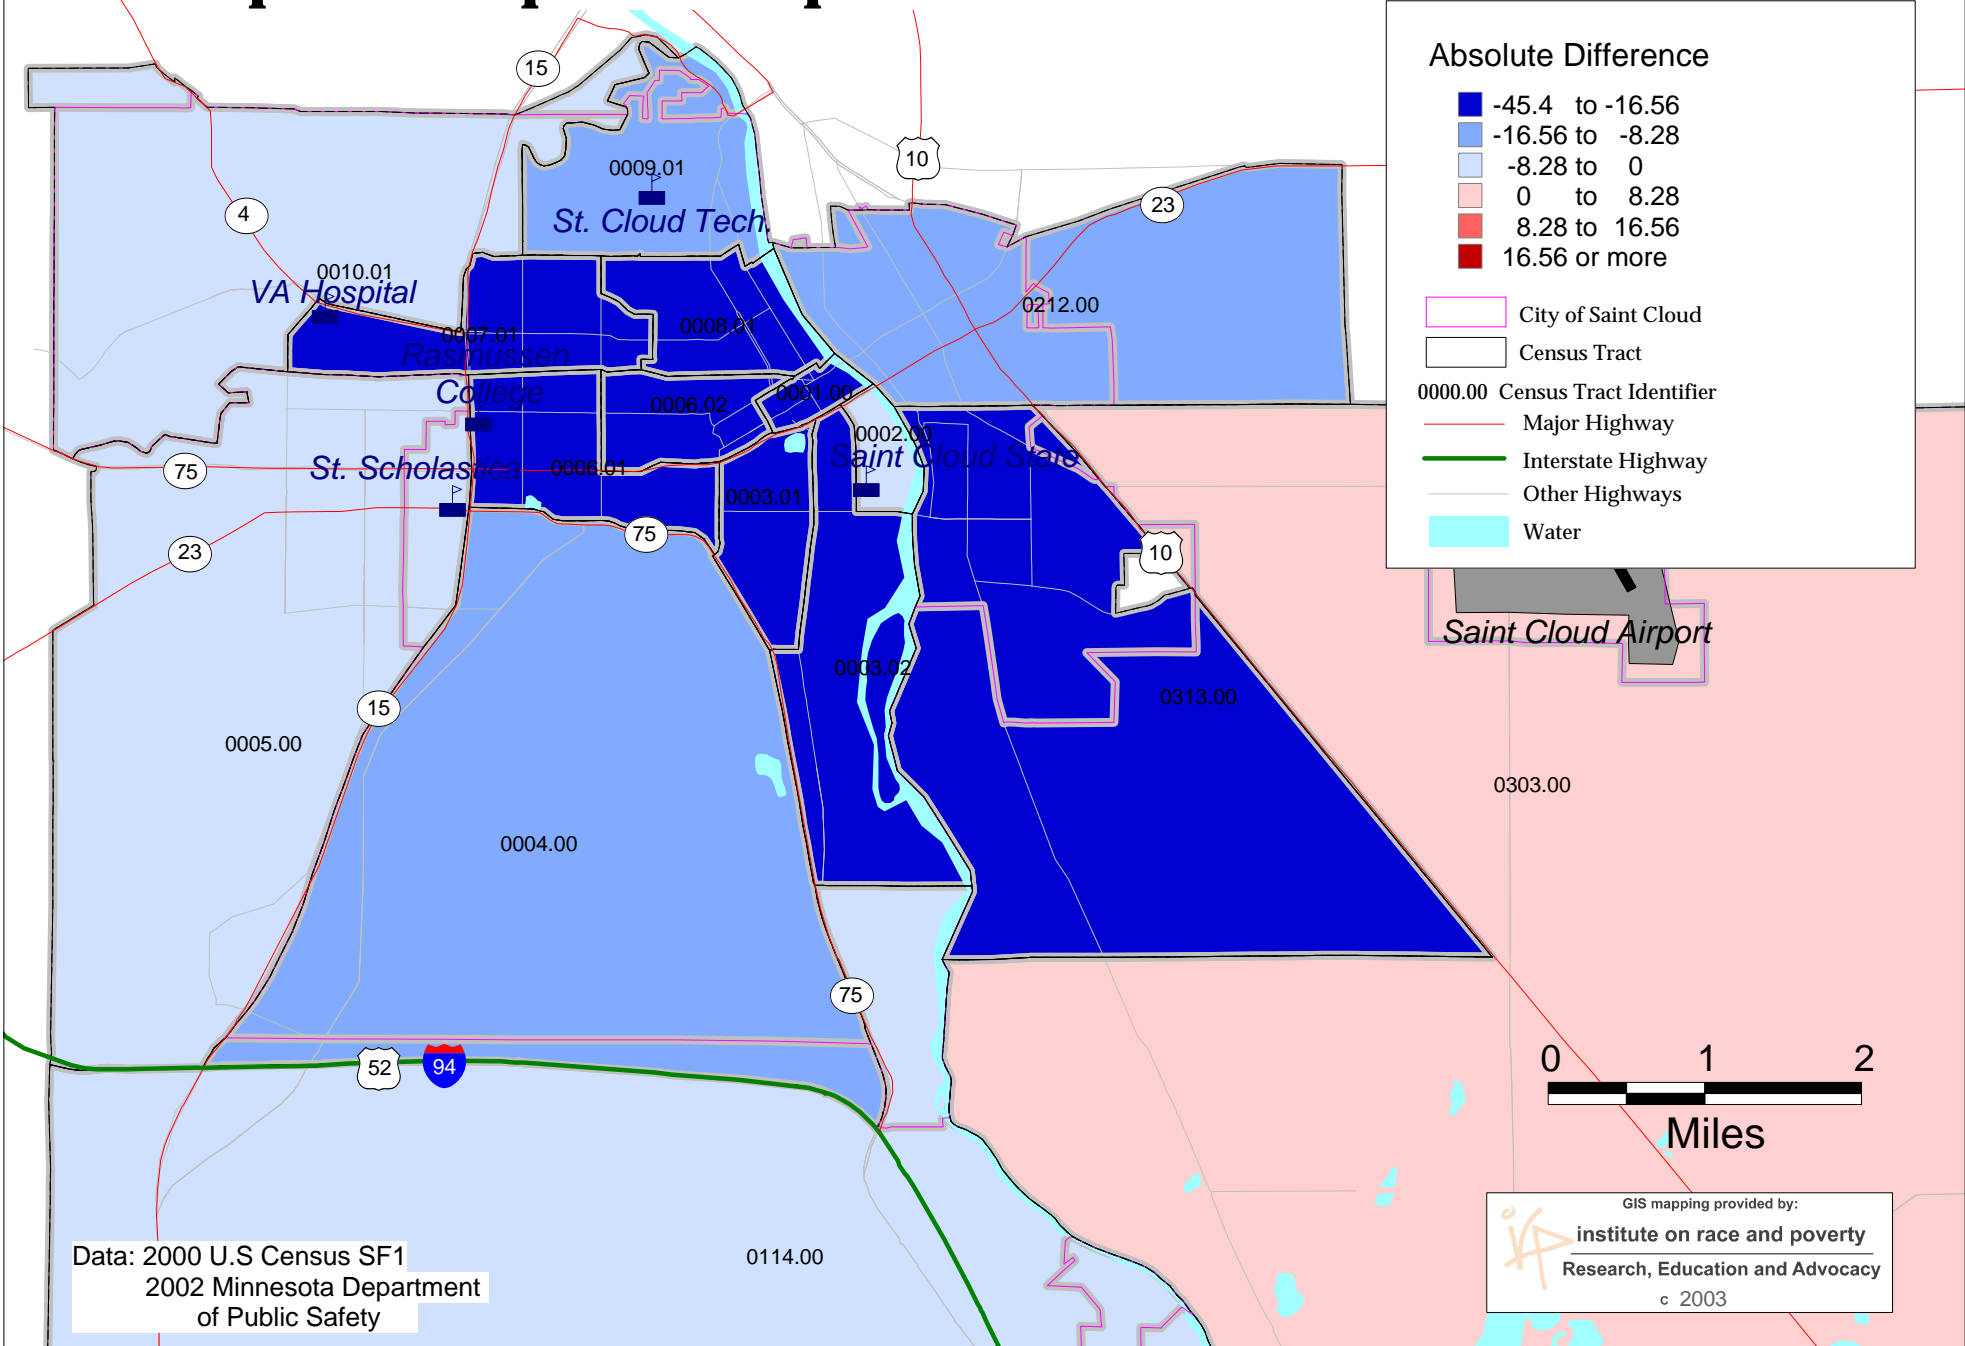 Absolute Difference
-45.4 to -16.56
-16.56 to -8.28
-8.28 to 0
0 to 8.28
8.28 to 16.56
16.56 or more
City of Saint Cloud
Census Tract
0000.00 Census Tract Identifier
Major Highway
Interstate Highway
Other Highways
Water
15
10
0009.01
St. Cloud Tech.
23
4
0010.01
VA Hospital
0212.00
0007.01
0008.01
Rasmussen
College
0001.00
0006.02
0002.00
Saint Cloud State
75
St. Scholastica
0006.01
0003.01
23
75
10
Saint Cloud Airport
0003.02
0313.00
15
0005.00
0303.00
0004.00
75
52
94
0 1 2
Miles
0114.00
Data: 2000 U.S Census SF1
2002 Minnesota Department
of Public Safety
GIS mapping provided by:
institute on race and poverty
Research, Education and Advocacy
c 2003